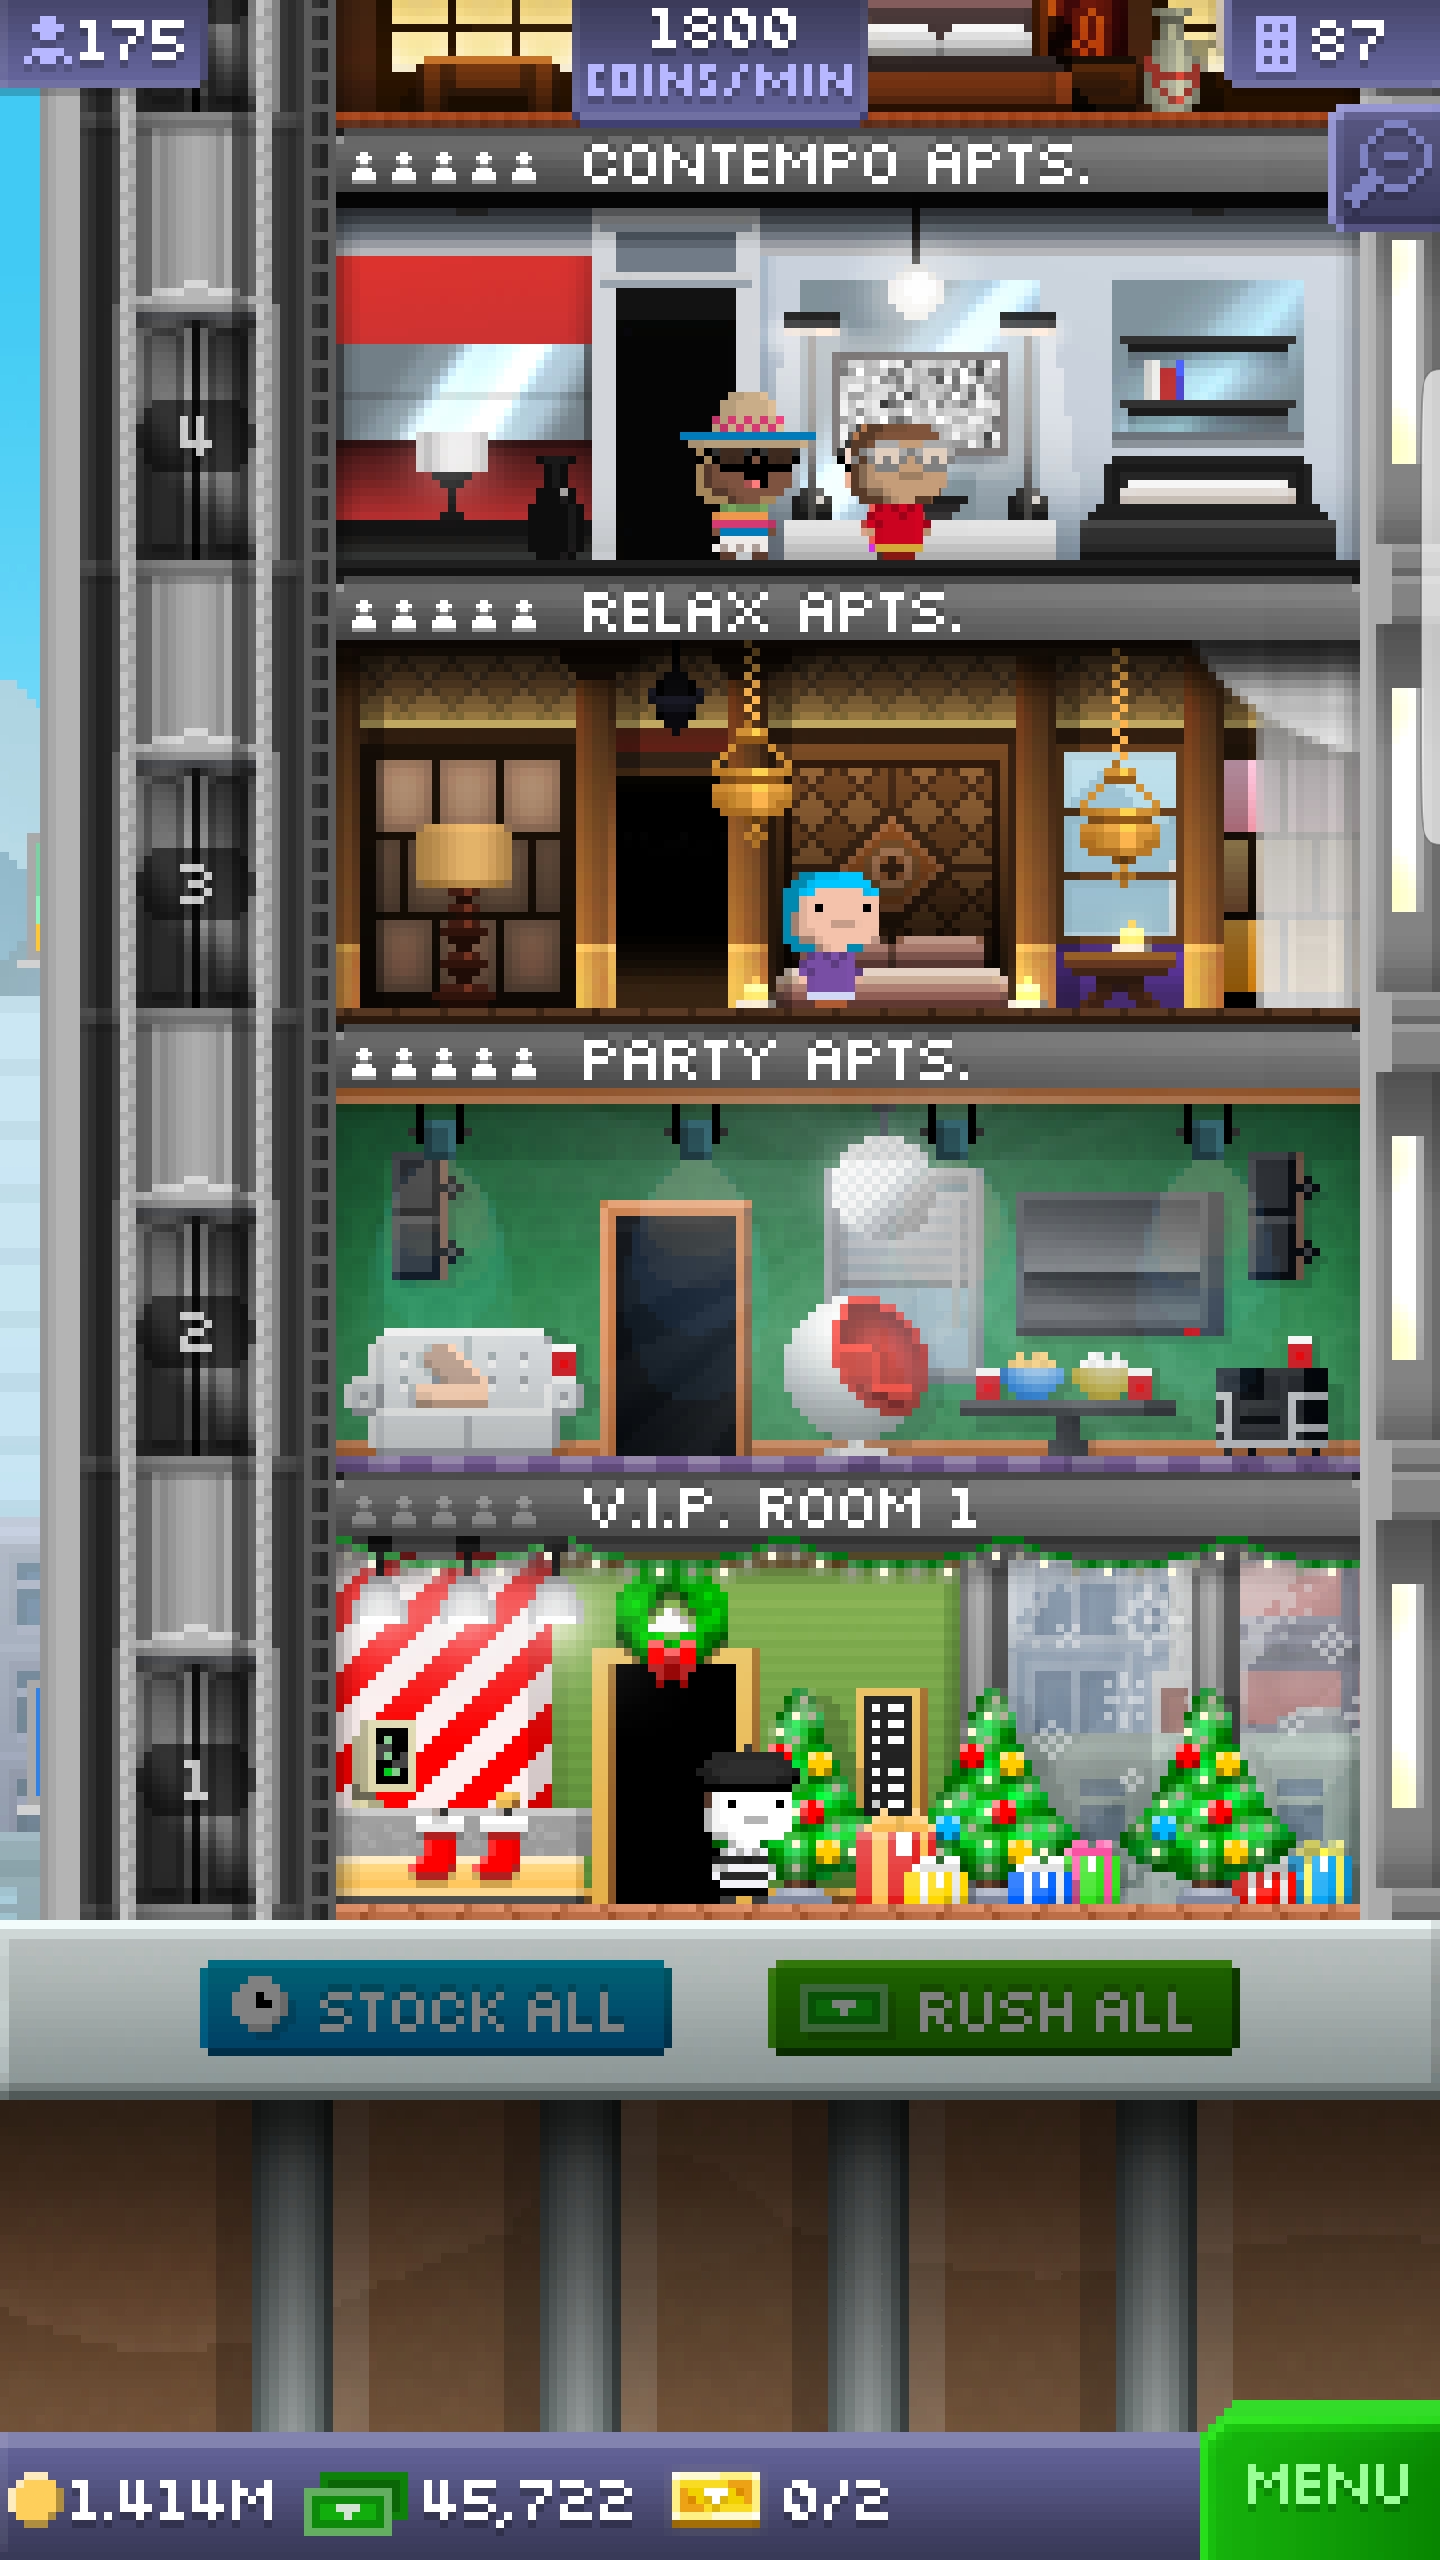 175
1800
COINS/MIN
87
CONTEMPO APTS.
4
RELAX APTS.
3
PARTY APTS.
2
V.I.P. ROOM 1
1
STOCK ALL
RUSH ALL
1.414M
45,722
0/2
MENU